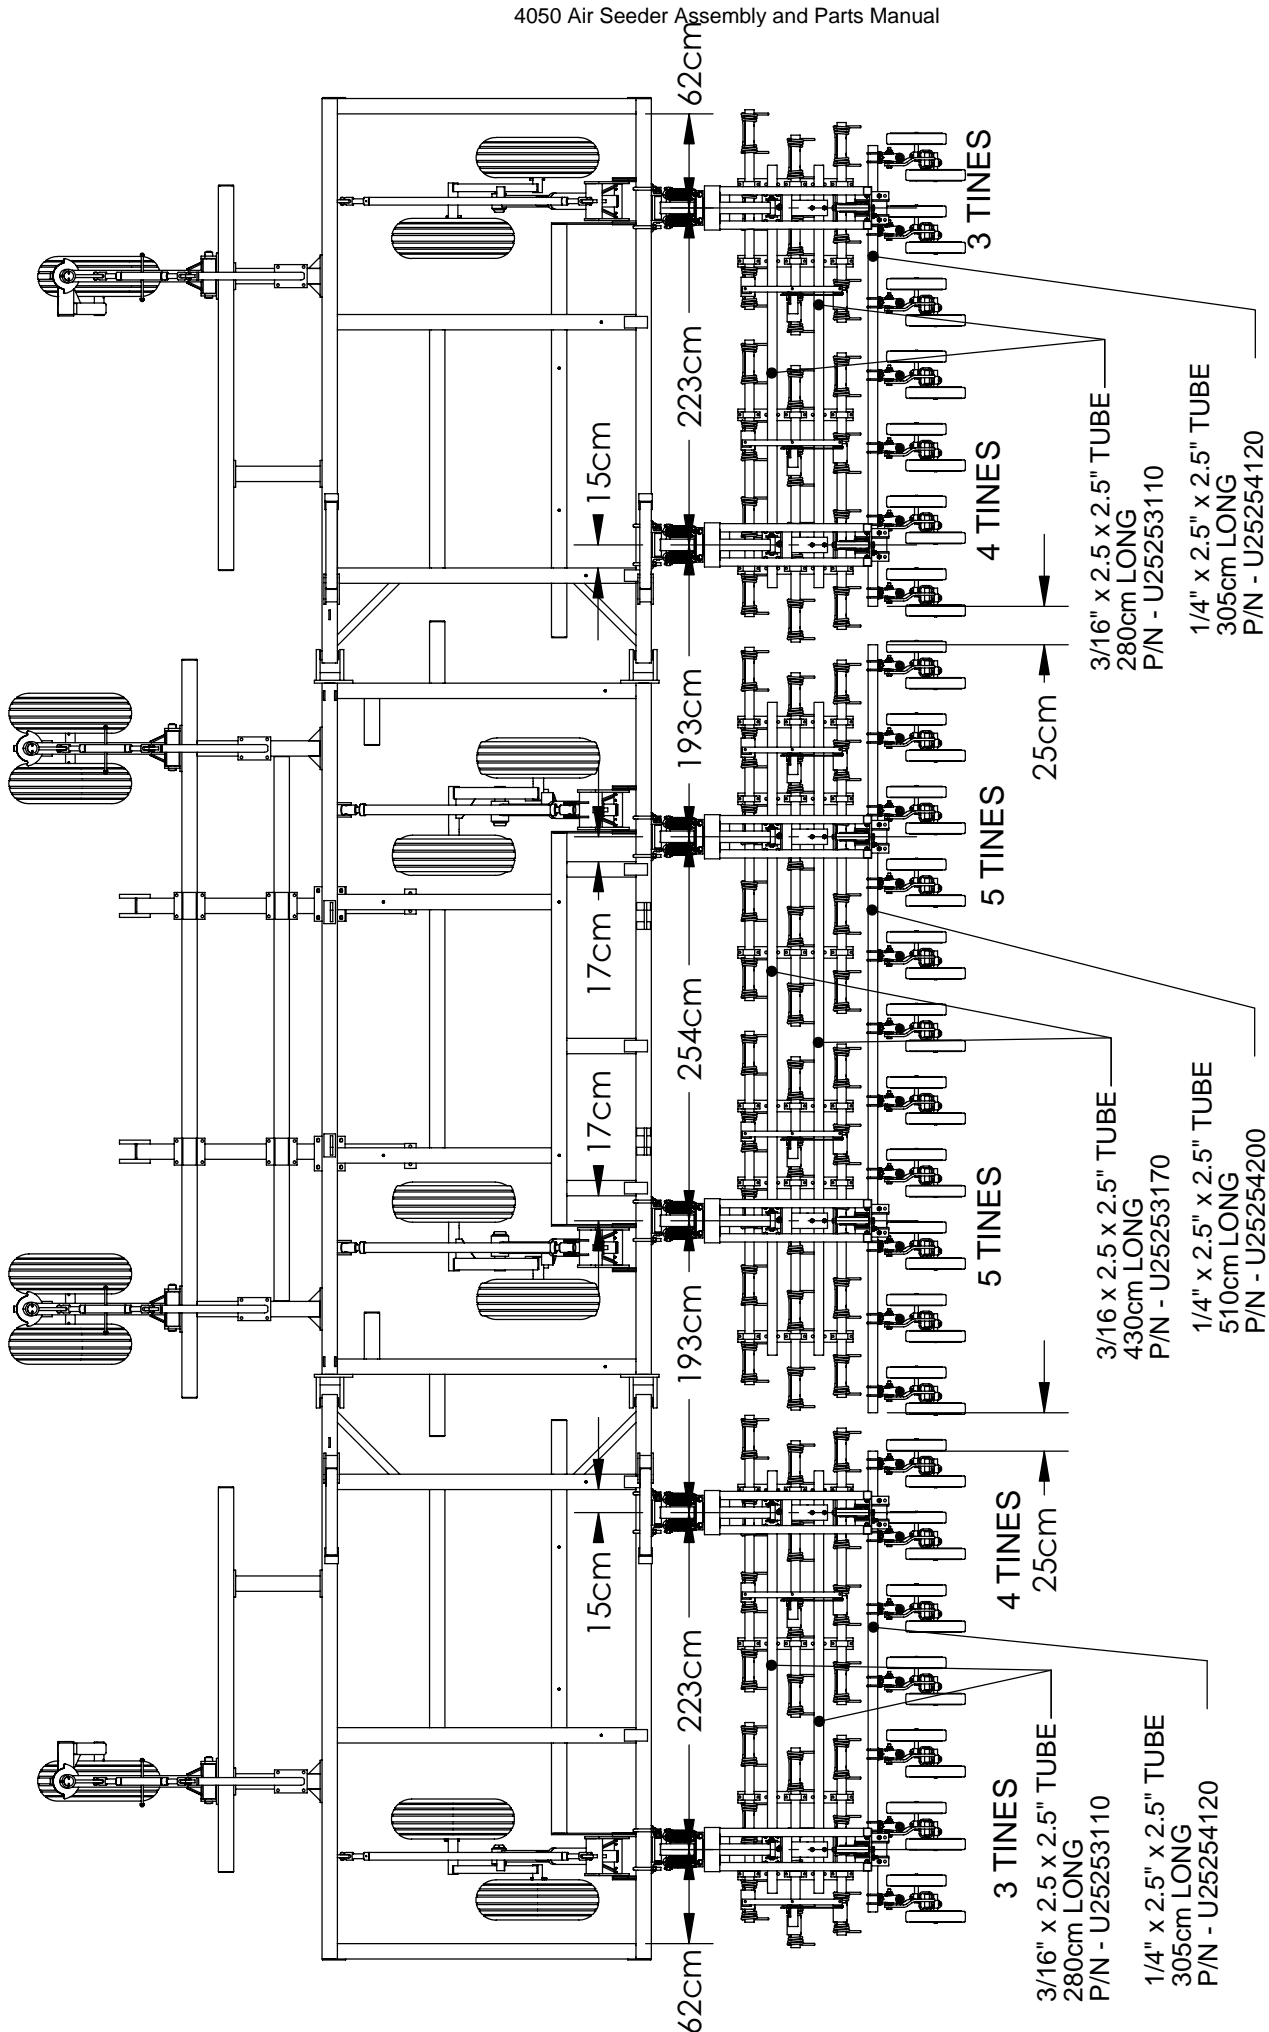 4050 Air Seeder Assembly and Parts Manual
62cm
223cm
15cm
193cm
17cm
254cm
17cm
193cm
15cm
223cm
62cm
3 TINES
4 TINES
25cm
5 TINES
5 TINES
4 TINES
25cm
3 TINES
3/16" x 2.5 x 2.5" TUBE
280cm LONG
P/N - U25253110
1/4" x 2.5" x 2.5" TUBE
305cm LONG
P/N - U25254120
3/16 x 2.5 x 2.5" TUBE
430cm LONG
P/N - U25253170
1/4" x 2.5" x 2.5" TUBE
510cm LONG
P/N - U25254200
3/16" x 2.5 x 2.5" TUBE
280cm LONG
P/N - U25253110
1/4" x 2.5" x 2.5" TUBE
305cm LONG
P/N - U25254120